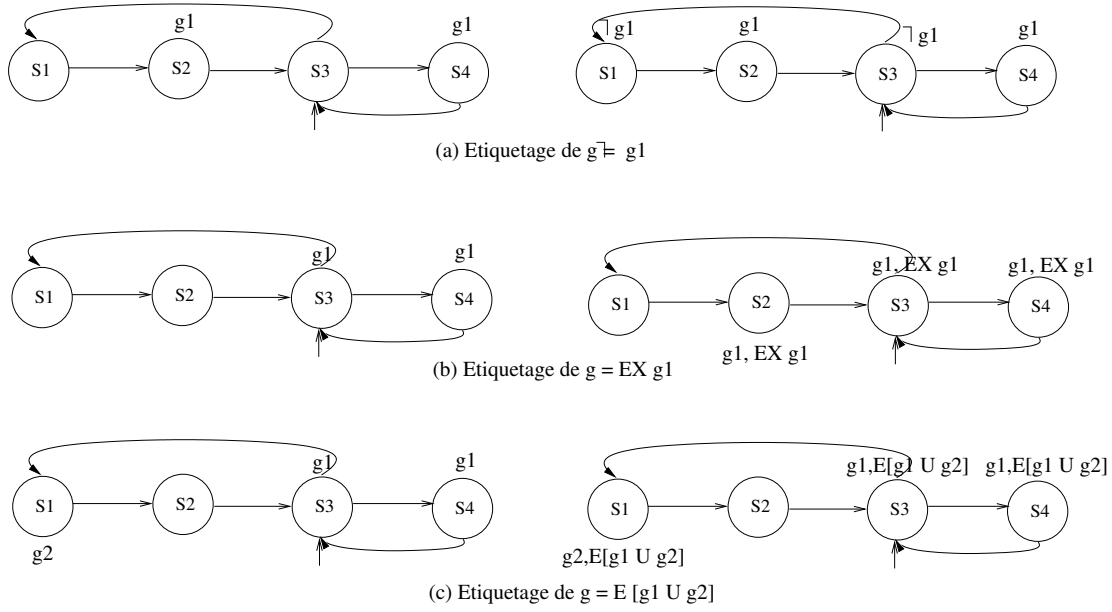 g1 g1
S1 S2 S3 S4
¬ g1 g1 ¬ g1 g1
S1 S2 S3 S4
(a) Etiquetage de g = ¬ g1
g1 g1
S1 S2 S3 S4
g1, EX g1 g1, EX g1
S1 S2 S3 S4
g1, EX g1
(b) Etiquetage de g = EX g1
g1 g1
S1 S2 S3 S4
g2
g1,E[g1 U g2] g1,E[g1 U g2]
S1 S2 S3 S4
g2,E[g1 U g2]
(c) Etiquetage de g = E [g1 U g2]